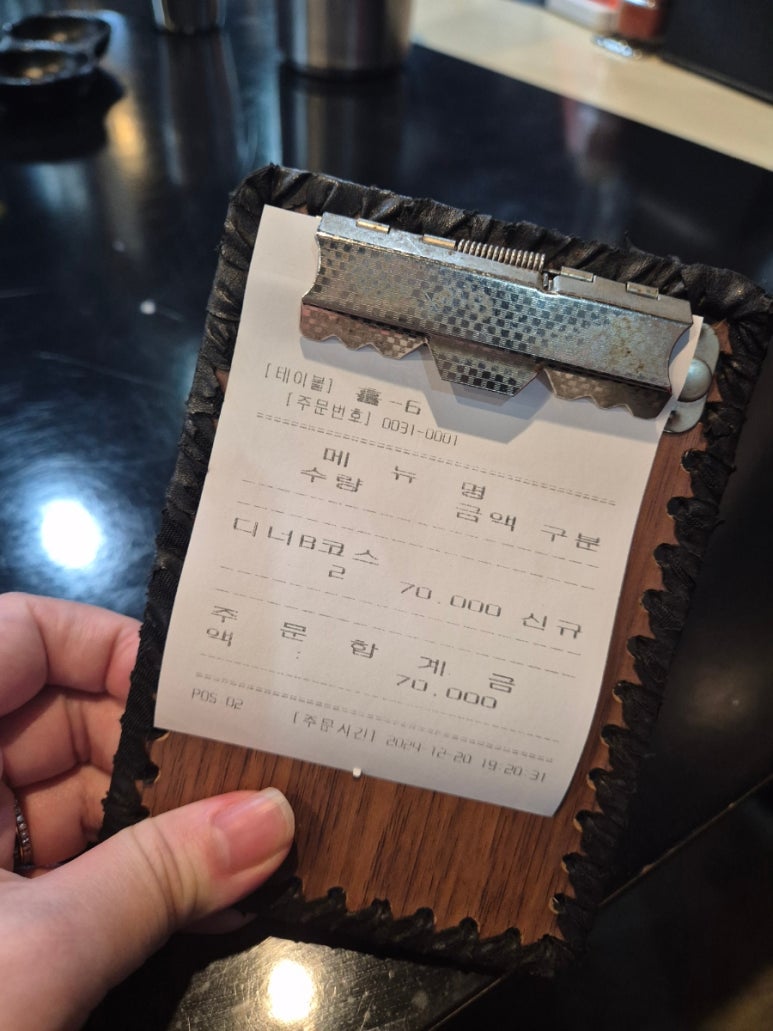 [테이블] 홀-6
[주문번호] 0031-0001
메 뉴 명
수량 금액 구분
디너B코스
2 70.000 신규
주 문 합 계 금
액 : 70.000
POS 02 [주문시간] 2024-12-20 19:20:31